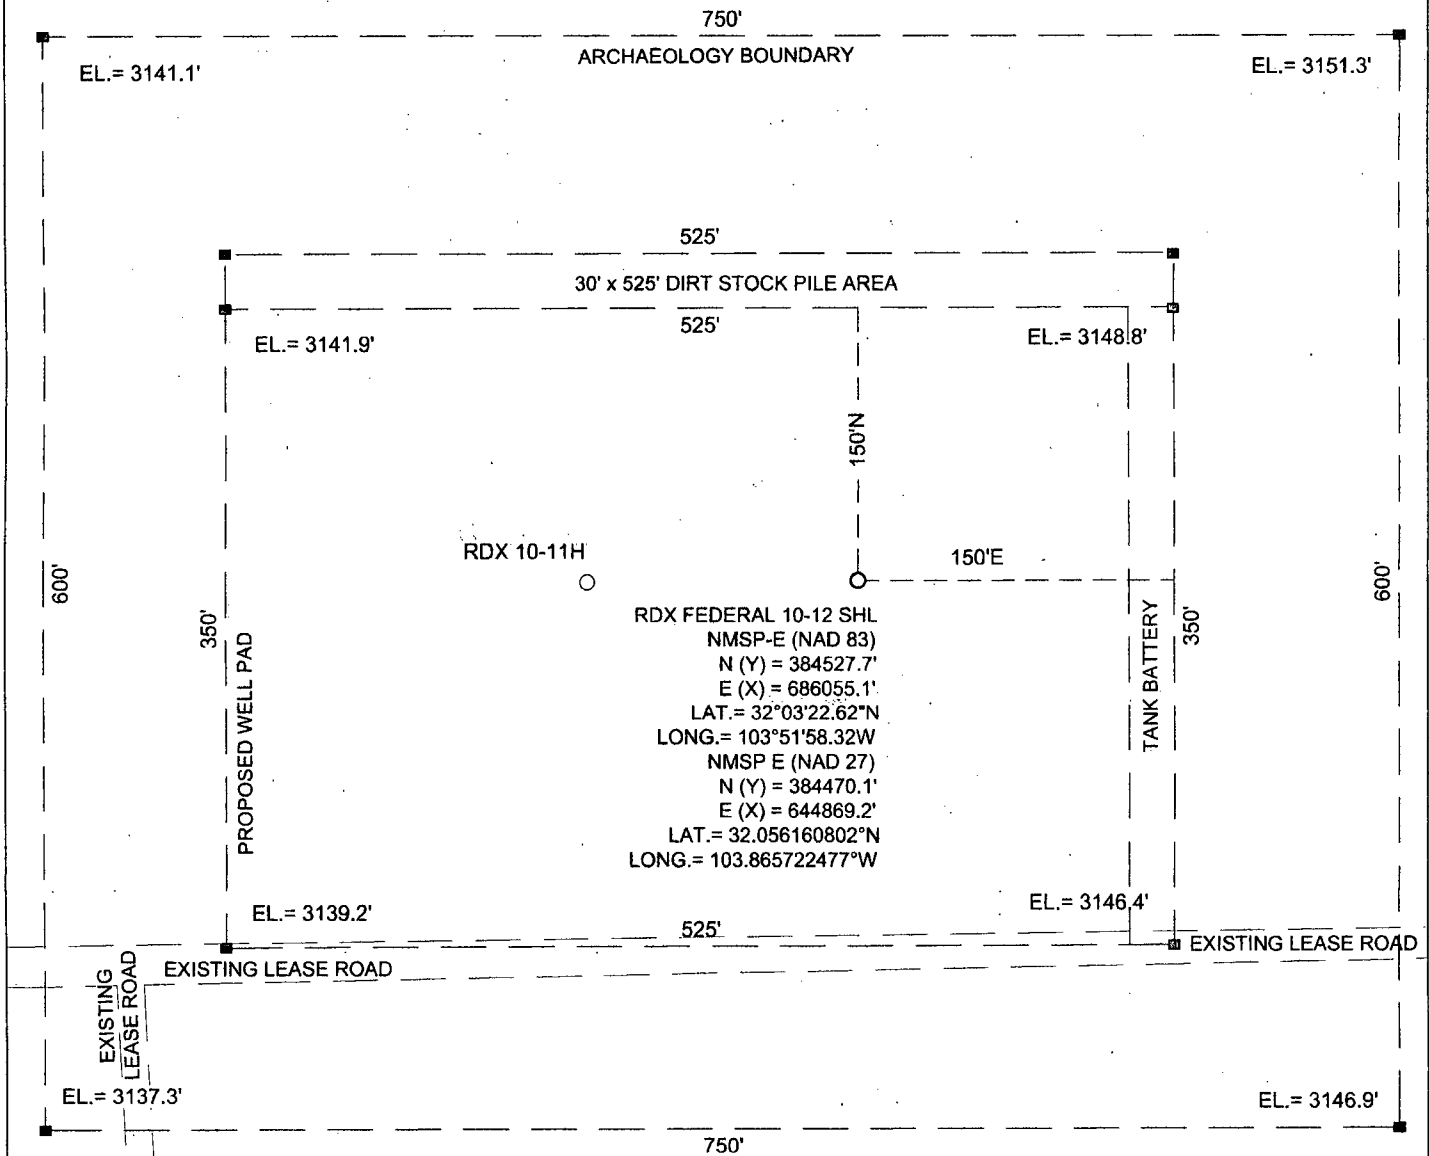 750'
ARCHAEOLOGY BOUNDARY
EL.= 3141.1'
EL.= 3151.3'
525'
30' x 525' DIRT STOCK PILE AREA
525'
EL.= 3141.9'
EL.= 3148.8'
150'N
RDX 10-11H
150'E
600'
600'
350'
350'
PROPOSED WELL PAD
TANK BATTERY
RDX FEDERAL 10-12 SHL
NMSP-E (NAD 83)
N (Y) = 384527.7'
E (X) = 686055.1'
LAT.= 32°03'22.62"N
LONG.= 103°51'58.32W
NMSP E (NAD 27)
N (Y) = 384470.1'
E (X) = 644869.2'
LAT.= 32.056160802°N
LONG.= 103.865722477°W
EL.= 3139.2'
EL.= 3146.4'
525'
EXISTING LEASE ROAD
EXISTING LEASE ROAD
EXISTING
LEASE ROAD
EL.= 3137.3'
EL.= 3146.9'
750'